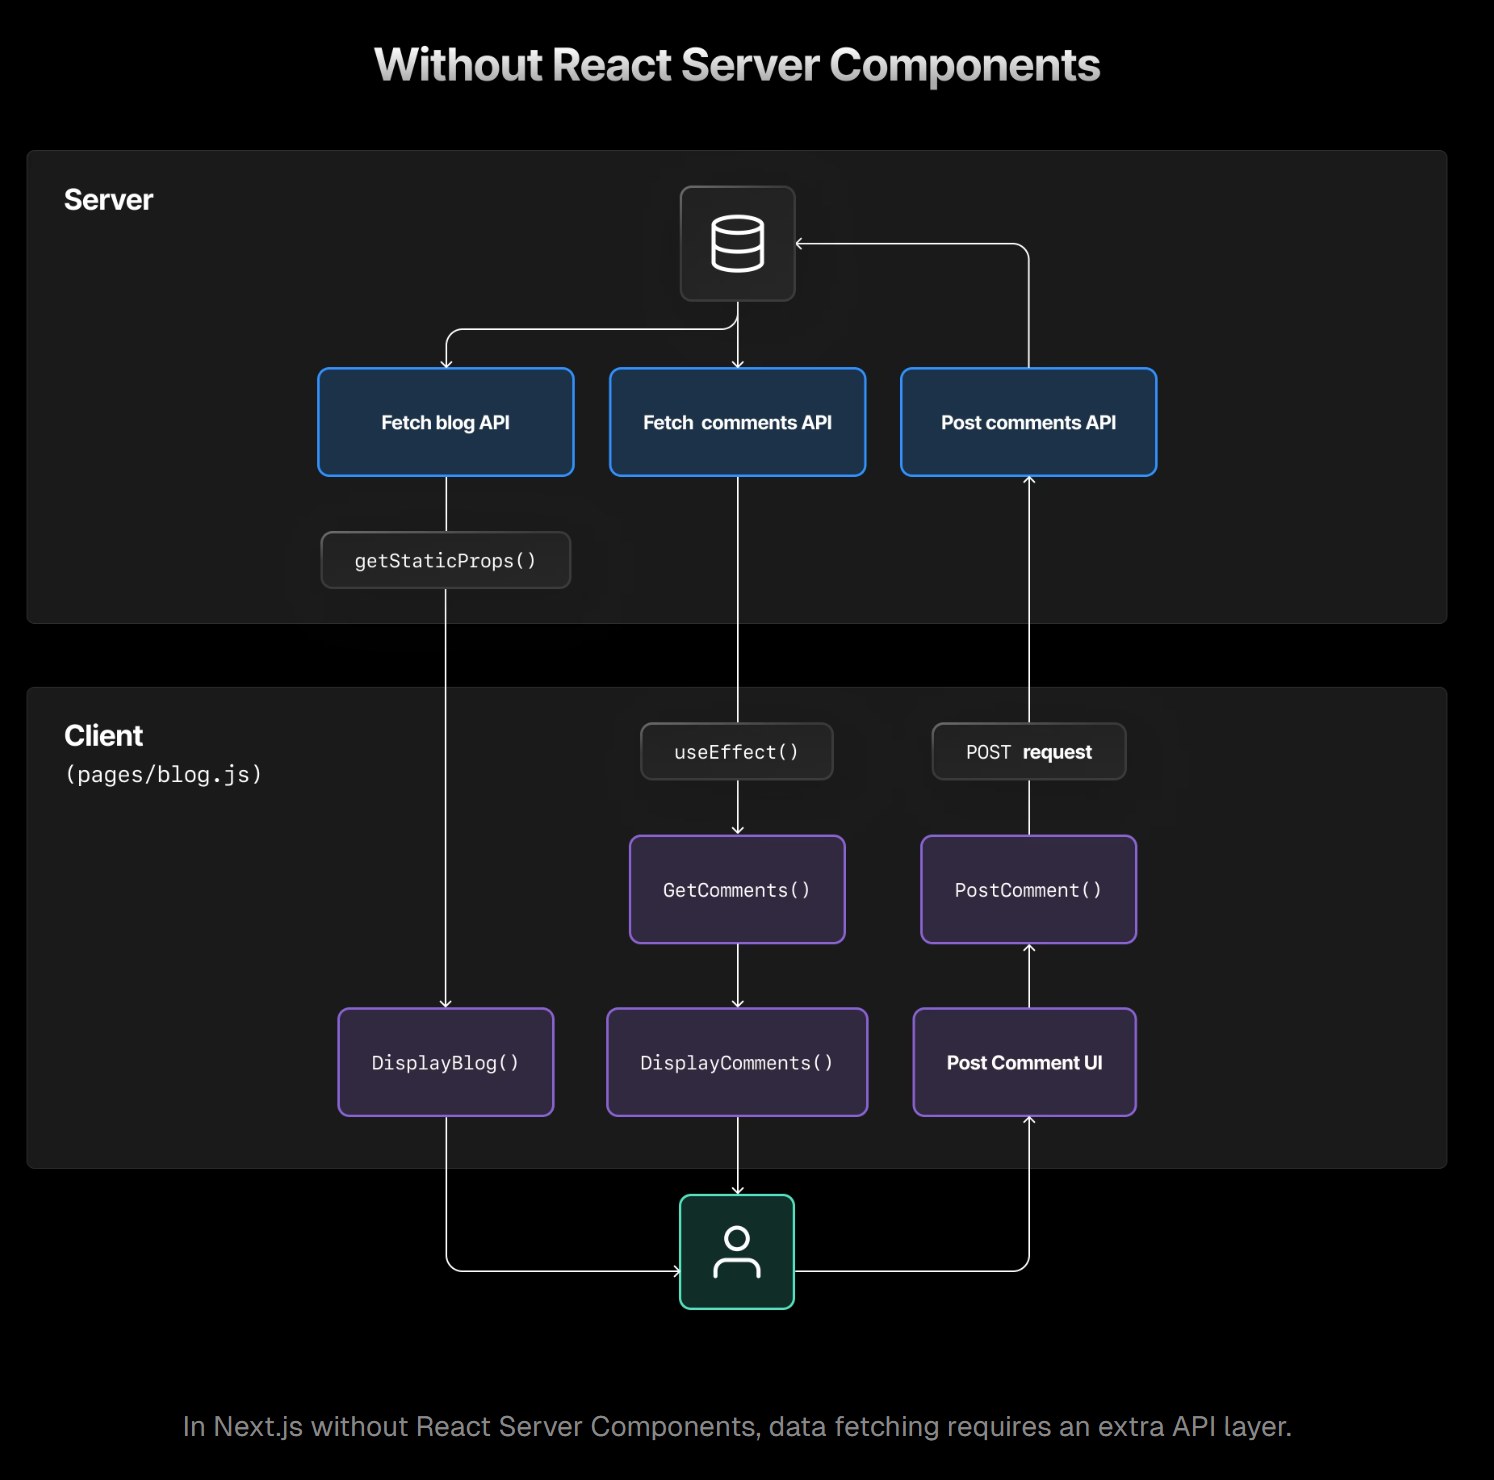 Without React Server Components
Server
Fetch blog API
Fetch comments API
Post comments API
getStaticProps()
Client
(pages/blog.js)
useEffect()
POST request
GetComments()
PostComment()
DisplayBlog()
DisplayComments()
Post Comment UI
In Next.js without React Server Components, data fetching requires an extra API layer.